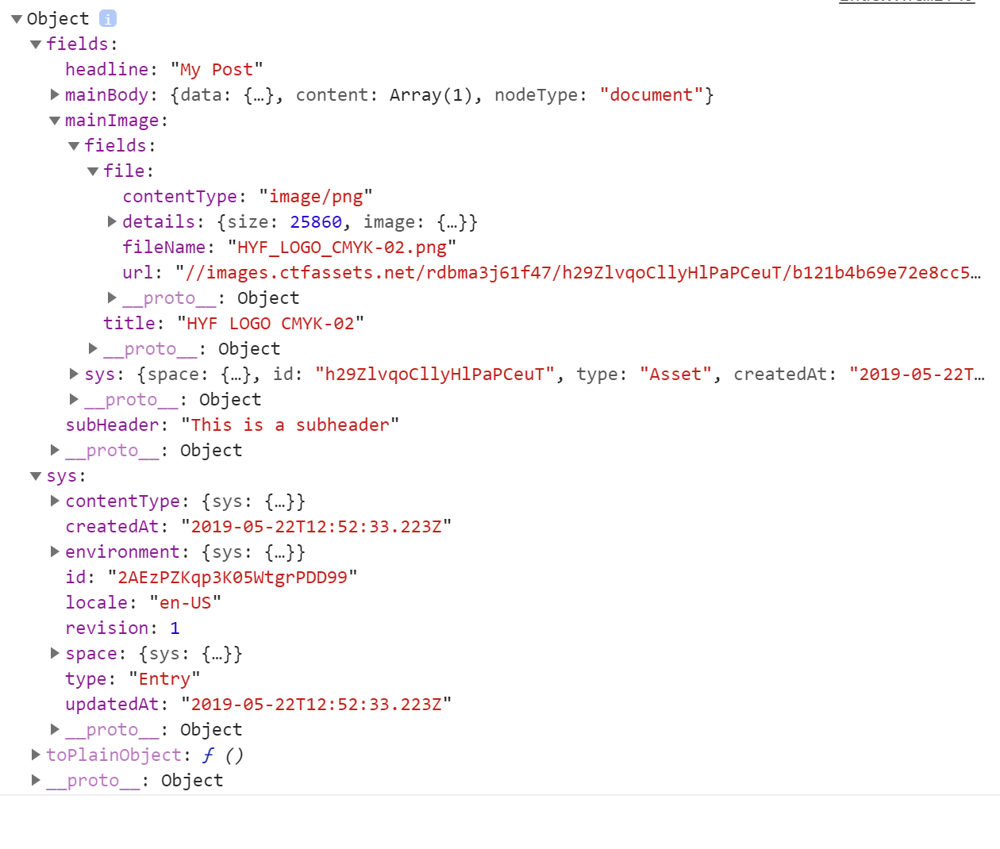 Object i
fields:
headline: "My Post"
mainBody: {data: {…}, content: Array(1), nodeType: "document"}
mainImage:
fields:
file:
contentType: "image/png"
details: {size: 25860, image: {…}}
fileName: "HYF_LOGO_CMYK-02.png"
url: "//images.ctfassets.net/rdbma3j61f47/h29ZlvqoCllyHlPaPCeuT/b121b4b69e72e8cc5…
__proto__: Object
title: "HYF LOGO CMYK-02"
__proto__: Object
sys: {space: {…}, id: "h29ZlvqoCllyHlPaPCeuT", type: "Asset", createdAt: "2019-05-22T…
__proto__: Object
subHeader: "This is a subheader"
__proto__: Object
sys:
contentType: {sys: {…}}
createdAt: "2019-05-22T12:52:33.223Z"
environment: {sys: {…}}
id: "2AEzPZKqp3K05WtgrPDD99"
locale: "en-US"
revision: 1
space: {sys: {…}}
type: "Entry"
updatedAt: "2019-05-22T12:52:33.223Z"
__proto__: Object
toPlainObject: ƒ ()
__proto__: Object